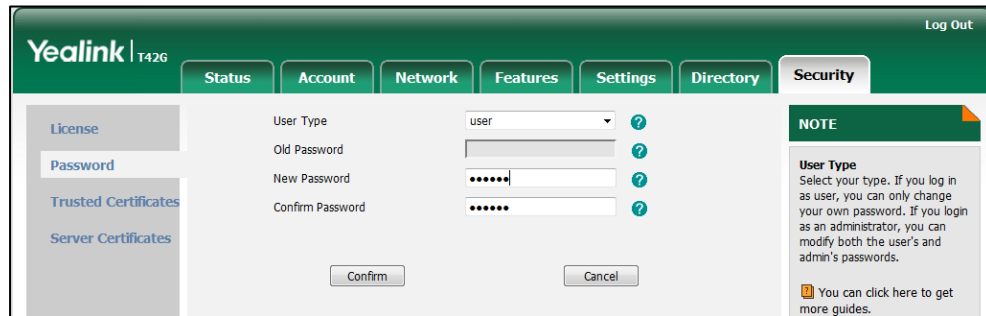 Log Out
Yealink | T42G
Status Account Network Features Settings Directory Security
License
Password
Trusted Certificates
Server Certificates
User Type user
Old Password
New Password ••••••
Confirm Password ••••••
Confirm Cancel
NOTE
User Type
Select your type. If you log in
as user, you can only change
your own password. If you login
as an administrator, you can
modify both the user's and
admin's passwords.
You can click here to get
more guides.